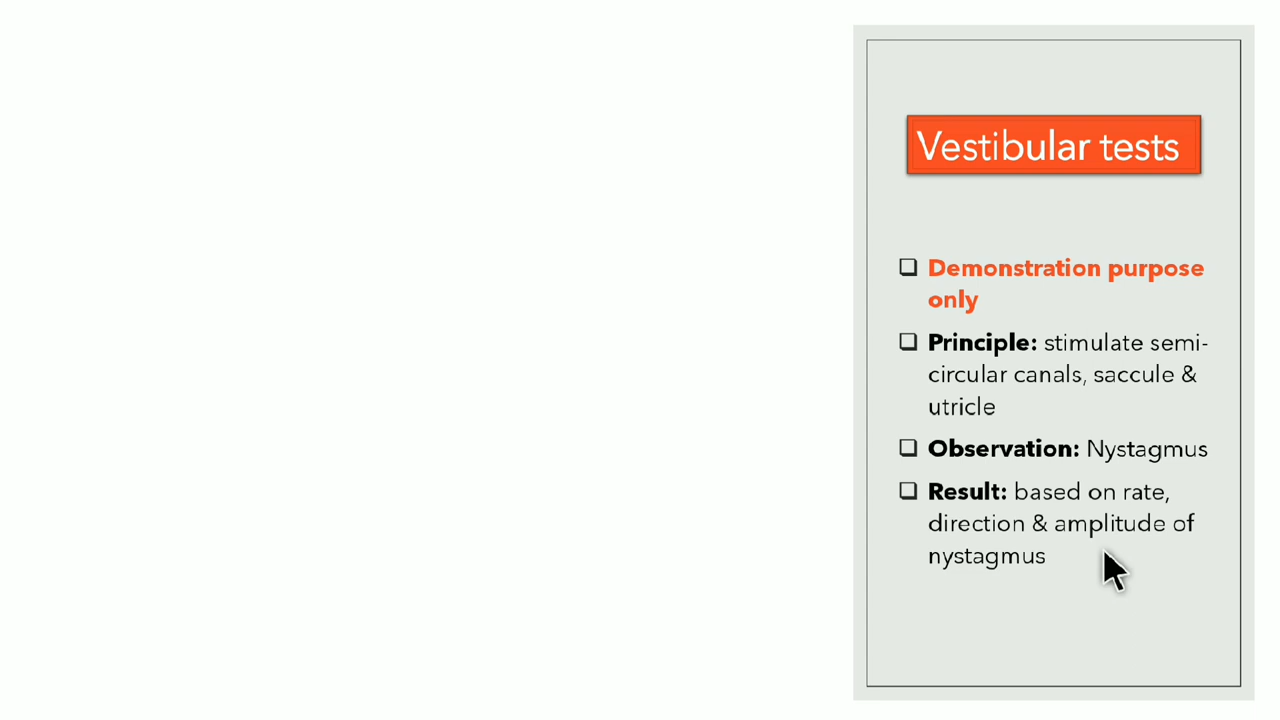 Vestibular tests
❑ Demonstration purpose
only
❑ Principle: stimulate semi-
circular canals, saccule &
utricle
❑ Observation: Nystagmus
❑ Result: based on rate,
direction & amplitude of
nystagmus